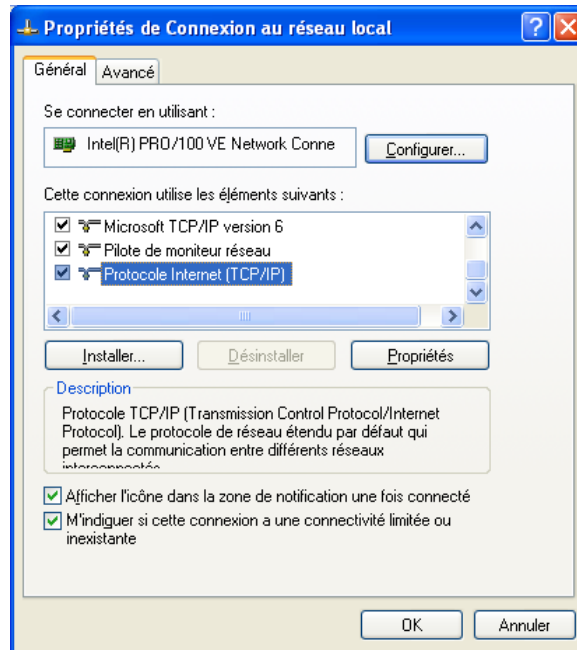 Propriétés de Connexion au réseau local
Général
Avancé
Se connecter en utilisant :
Intel(R) PRO/100 VE Network Conne
Configurer...
Cette connexion utilise les éléments suivants :
Microsoft TCP/IP version 6
Pilote de moniteur réseau
Protocole Internet (TCP/IP)
Installer...
Désinstaller
Propriétés
Description
Protocole TCP/IP (Transmission Control Protocol/Internet
Protocol). Le protocole de réseau étendu par défaut qui
permet la communication entre différents réseaux
interconnectés.
Afficher l'icône dans la zone de notification une fois connecté
M'indiquer si cette connexion a une connectivité limitée ou
inexistante
OK
Annuler